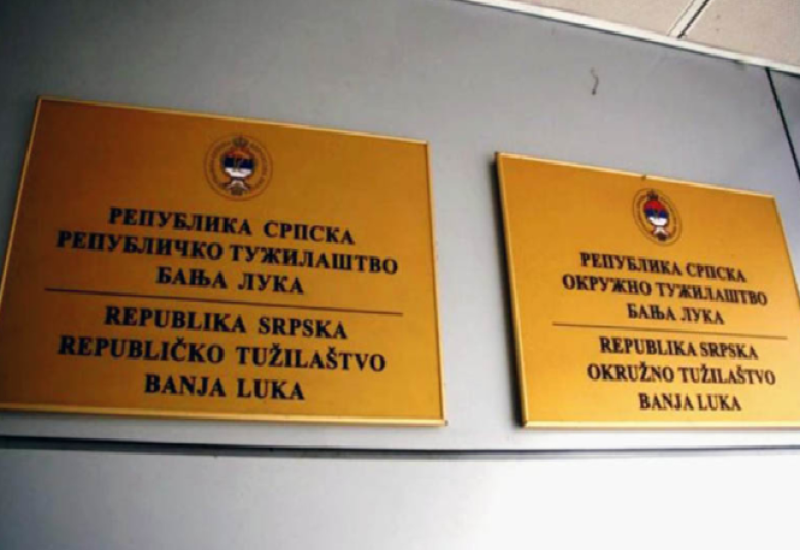 РЕПУБЛИКА СРПСКА
РЕПУБЛИЧКО ТУЖИЛАШТВО
БАЊА ЛУКА
REPUBLIKA SRPSKA
REPUBLIČKO TUŽILAŠTVO
BANJA LUKA
РЕПУБЛИКА СРПСКА
ОКРУЖНО ТУЖИЛАШТВО
БАЊА ЛУКА
REPUBLIKA SRPSKA
OKRUŽNO TUŽILAŠTVO
BANJA LUKA